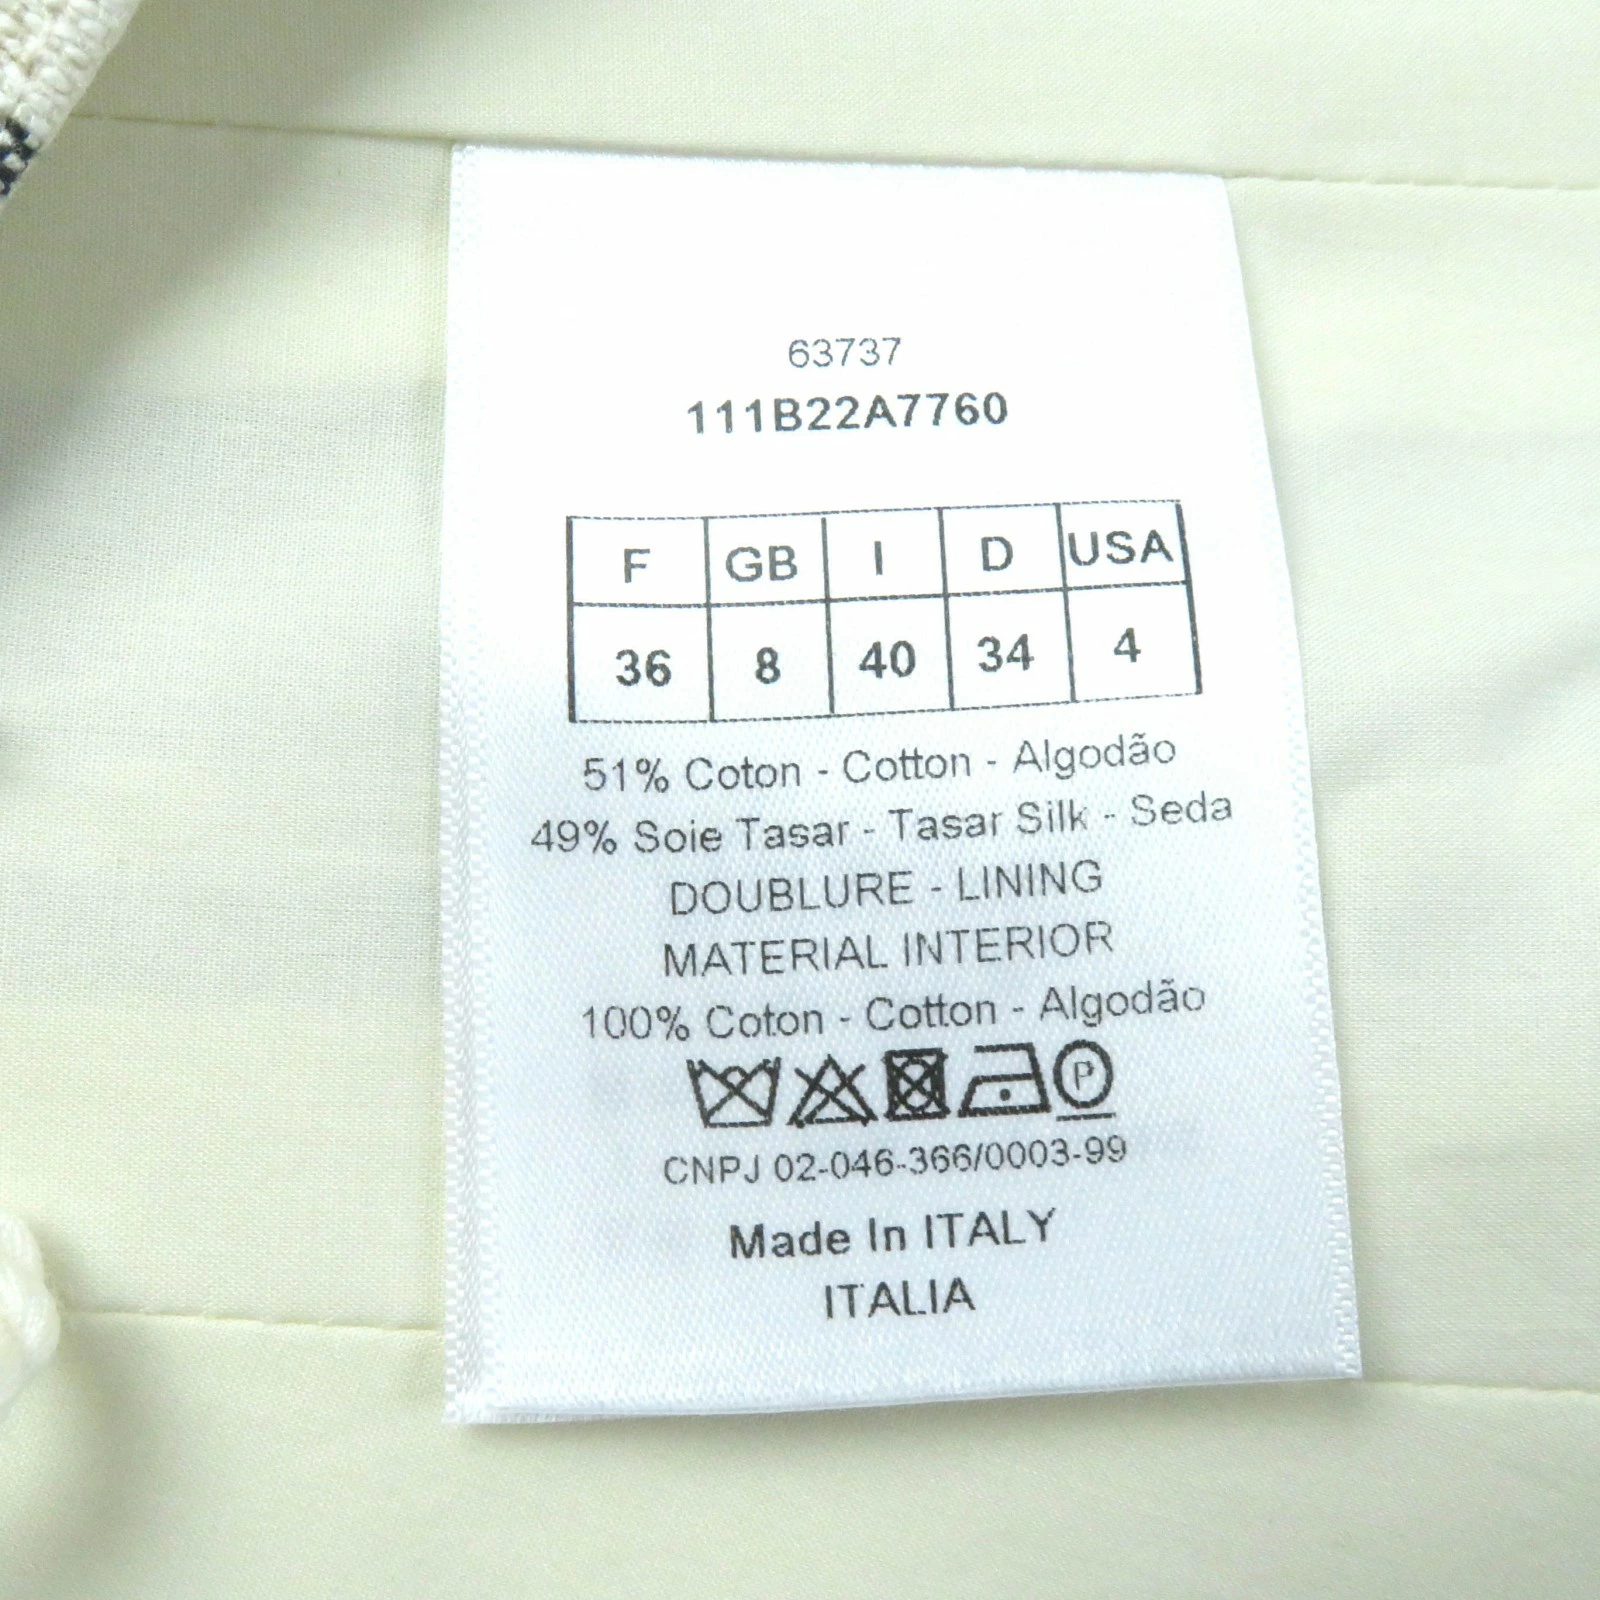 63737
111B22A7760
F GB I D USA
36 8 40 34 4
51% Coton - Cotton - Algodão
49% Soie Tasar - Tasar Silk - Seda
DOUBLURE - LINING
MATERIAL INTERIOR
100% Coton - Cotton - Algodão
P
CNPJ 02-046-366/0003-99
Made In ITALY
ITALIA